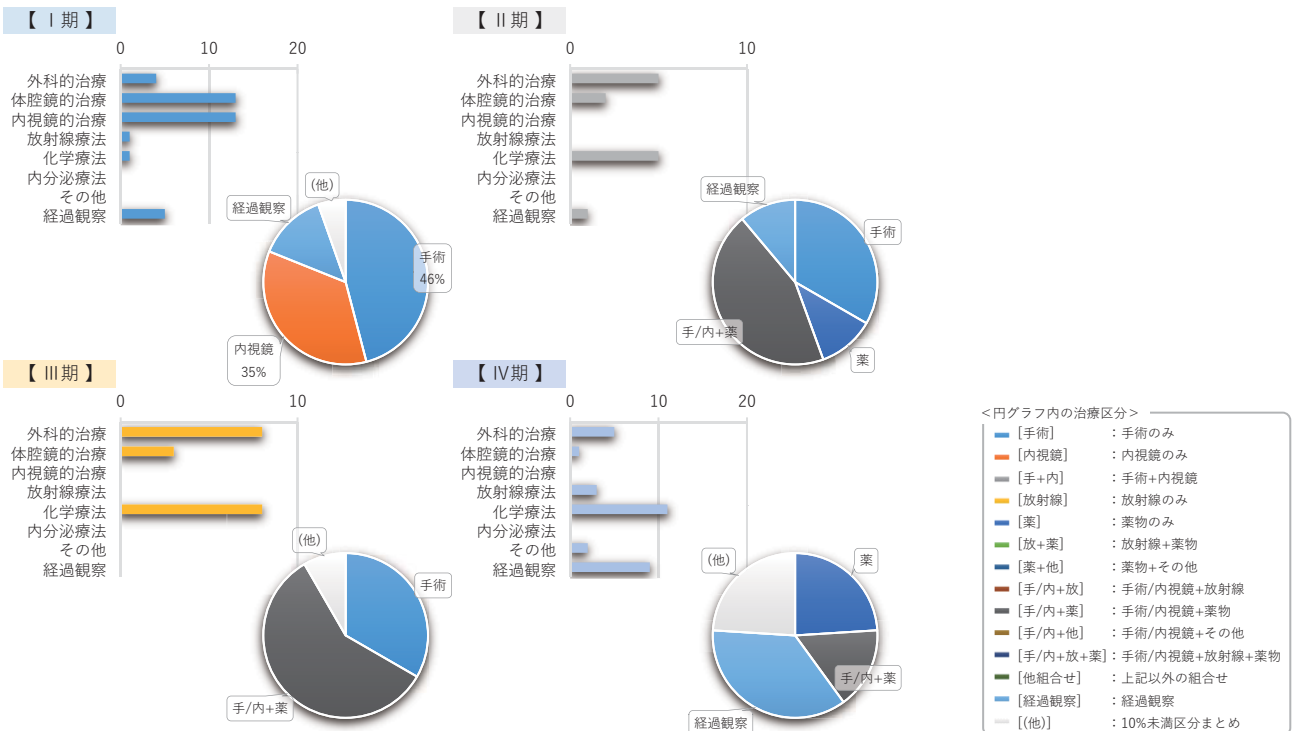 【 Ⅰ期 】
0 10 20
外科的治療
体腔鏡的治療
内視鏡的治療
放射線療法
化学療法
内分泌療法
その他
経過観察
(他)
経過観察
手術
46%
内視鏡
35%
【 Ⅱ期 】
0 10
外科的治療
体腔鏡的治療
内視鏡的治療
放射線療法
化学療法
内分泌療法
その他
経過観察
経過観察
手術
手/内+薬
薬
【 Ⅲ期 】
0 10
外科的治療
体腔鏡的治療
内視鏡的治療
放射線療法
化学療法
内分泌療法
その他
経過観察
(他)
手術
手/内+薬
【 Ⅳ期 】
0 10 20
外科的治療
体腔鏡的治療
内視鏡的治療
放射線療法
化学療法
内分泌療法
その他
経過観察
(他)
薬
手/内+薬
経過観察
＜円グラフ内の治療区分＞
[手術] ：手術のみ
[内視鏡] ：内視鏡のみ
[手+内] ：手術+内視鏡
[放射線] ：放射線のみ
[薬] ：薬物のみ
[放+薬] ：放射線+薬物
[薬+他] ：薬物+その他
[手/内+放] ：手術/内視鏡+放射線
[手/内+薬] ：手術/内視鏡+薬物
[手/内+他] ：手術/内視鏡+その他
[手/内+放+薬]：手術/内視鏡+放射線+薬物
[他組合せ] ：上記以外の組合せ
[経過観察] ：経過観察
[(他)] ：10%未満区分まとめ